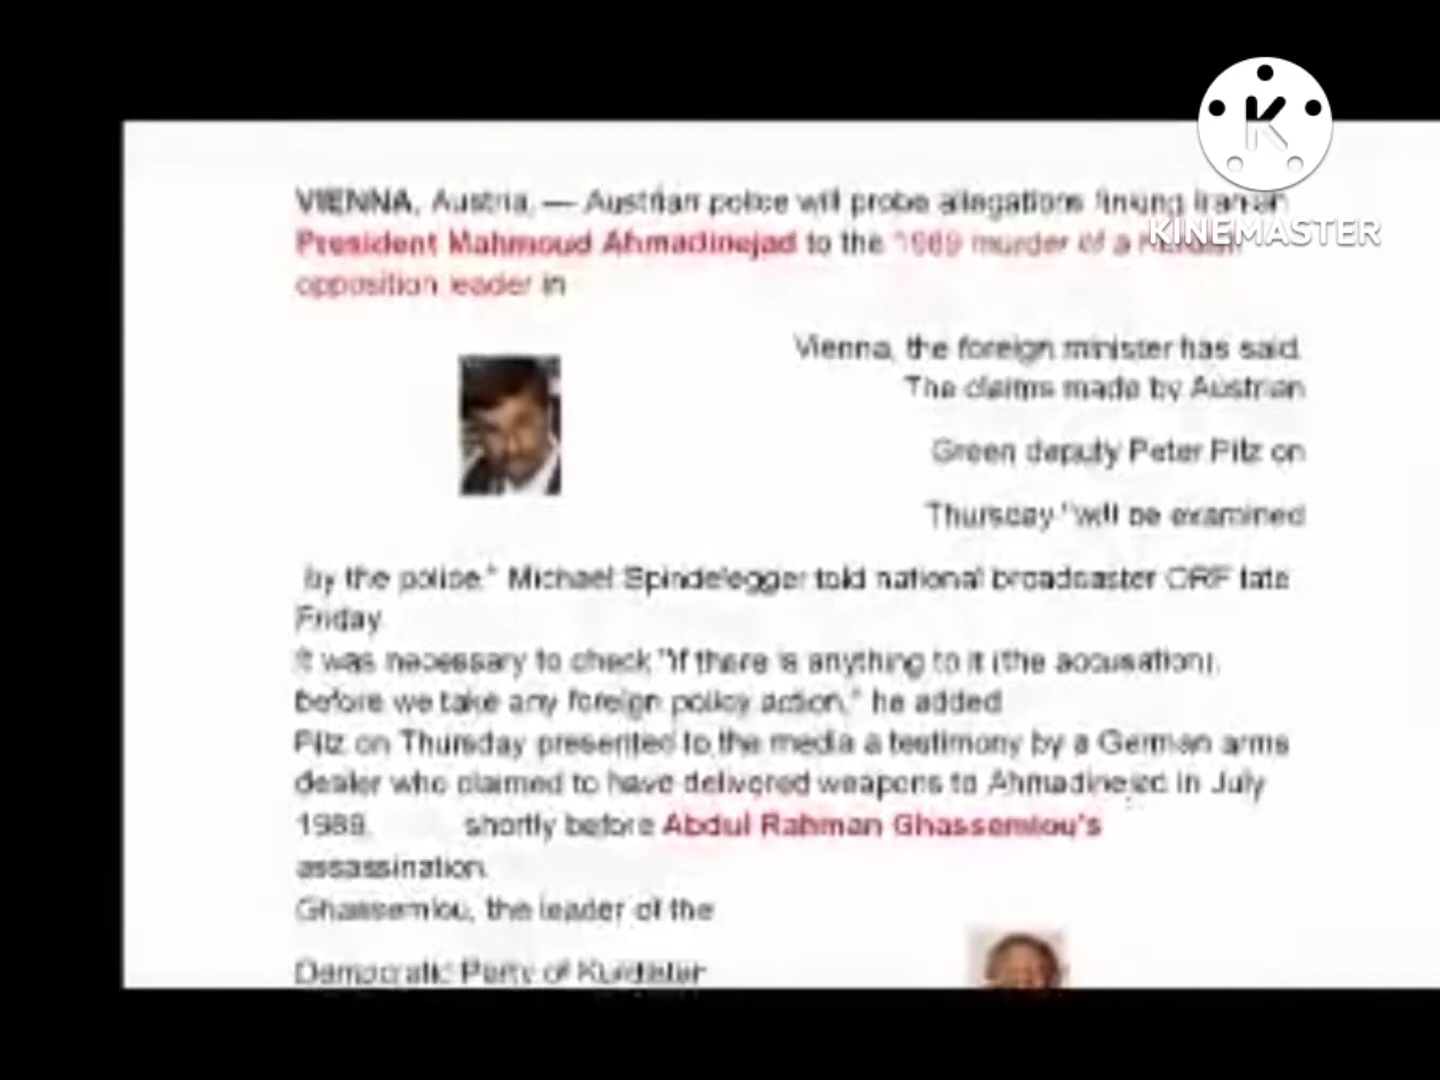 VIENNA, Austria, — Austrian police will probe allegations linking Iranian
KINEMASTER
President Mahmoud Ahmadinejad to the 1989 murder of a Kurdish
opposition leader in
Vienna, the foreign minister has said.
The claims made by Austrian
Green deputy Peter Pilz on
Thursday "will be examined
by the police." Michael Spindelegger told national broadcaster ORF late
Friday.
It was necessary to check "if there is anything to it (the accusation),
before we take any foreign policy action," he added.
Pilz on Thursday presented to the media a testimony by a German arms
dealer who claimed to have delivered weapons to Ahmadinejad in July
1989, shortly before Abdul Rahman Ghassemlou's
assassination.
Ghassemlou, the leader of the
Democratic Party of Kurdistan